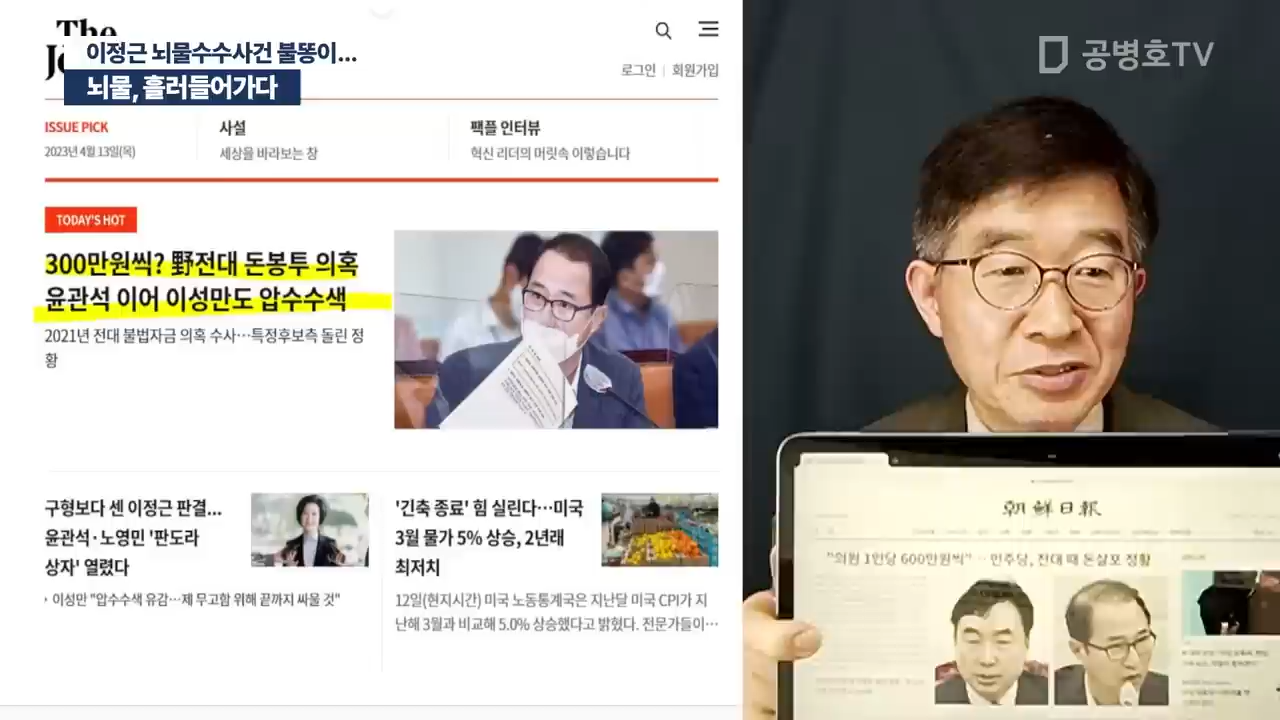 The
이정근 뇌물수수사건 불똥이...
뇌물, 흘러들어가다
공병호TV
로그인 | 회원가입
ISSUE PICK
2023년 4월 13일(목)
사설
세상을 바라보는 창
팩플 인터뷰
혁신 리더의 머릿속 이렇습니다
TODAY'S HOT
300만원씩? 野전대 돈봉투 의혹
윤관석 이어 이성만도 압수수색
2021년 전대 불법자금 의혹 수사…특정후보측 돌린 정
황
구형보다 센 이정근 판결...
윤관석·노영민 '판도라
상자' 열렸다
이성만 "압수수색 유감…제 무고함 위해 끝까지 싸울 것"
'긴축 종료' 힘 실린다…미국
3월 물가 5% 상승, 2년래
최저치
12일(현지시간) 미국 노동통계국은 지난달 미국 CPI가 지
난해 3월과 비교해 5.0% 상승했다고 밝혔다. 전문가들이…
朝鮮日報
"의원 1인당 600만원씩"… 민주당, 전대 때 돈살포 정황